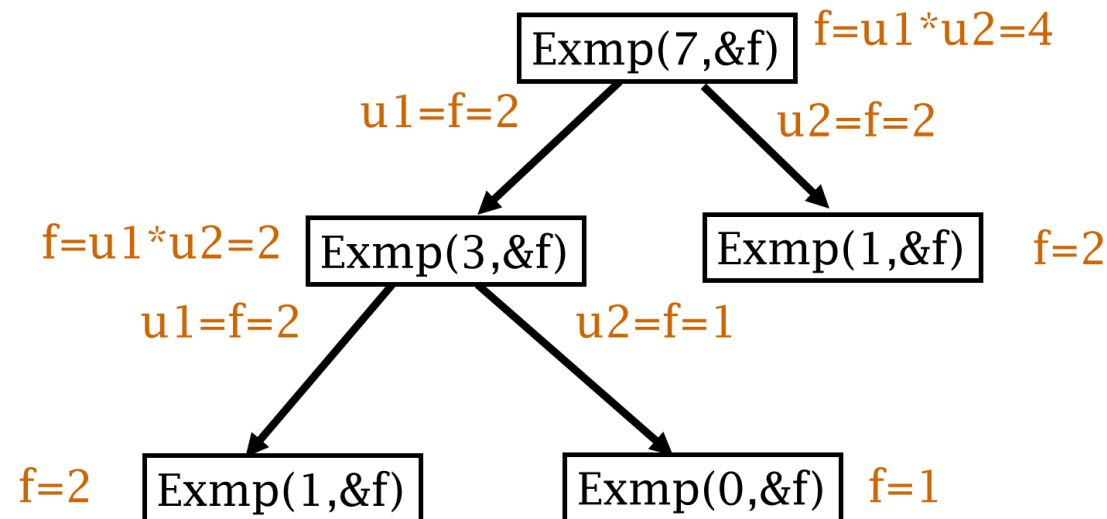 Exmp(7,&f)
f=u1*u2=4
u1=f=2
u2=f=2
f=u1*u2=2
Exmp(3,&f)
Exmp(1,&f)
f=2
u1=f=2
u2=f=1
f=2
Exmp(1,&f)
Exmp(0,&f)
f=1